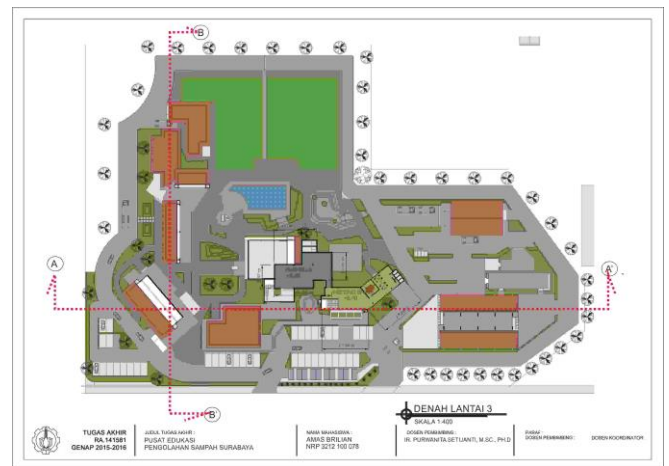 B
A
A'
B'
DENAH LANTAI 3
SKALA 1:400
TUGAS AKHIR
RA.141581
GENAP 2015-2016
JUDUL TUGAS AKHIR :
PUSAT EDUKASI
PENGOLAHAN SAMPAH SURABAYA
NAMA MAHASISWA :
AMAS BRILIAN
NRP 3212 100 078
DOSEN PEMBIMBING :
IR. PURWANITA SETIJANTI, M.SC., PH.D
PARAF :
DOSEN PEMBIMBING :
DOSEN KOORDINATOR